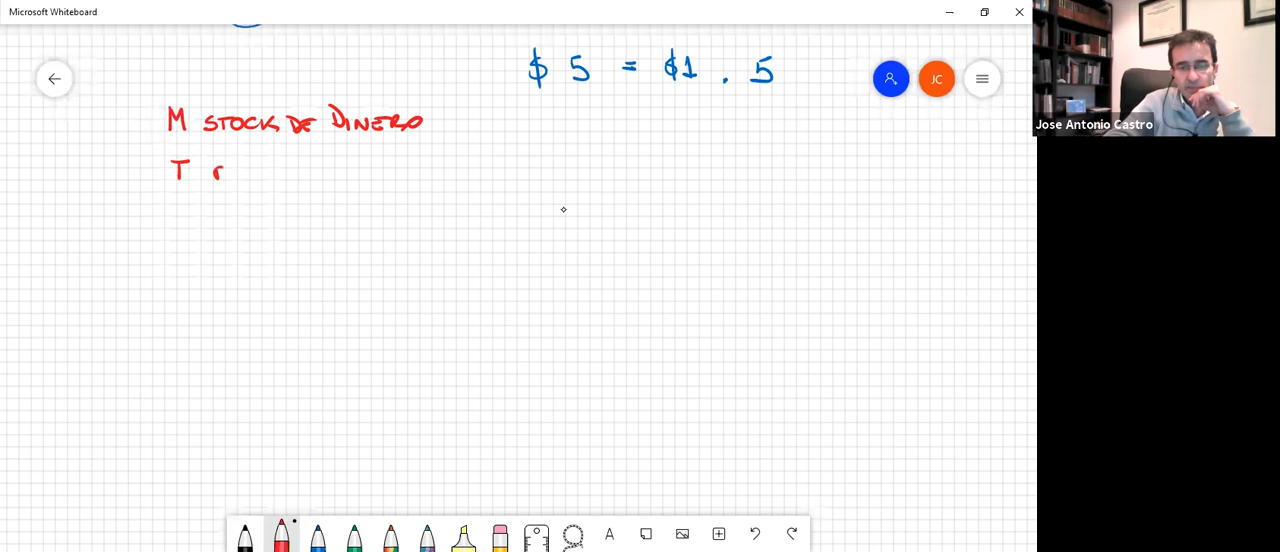 Microsoft Whiteboard
$ 5 = $1 . 5
JC
M STOCK DE DINERO
Jose Antonio Castro
T r
A